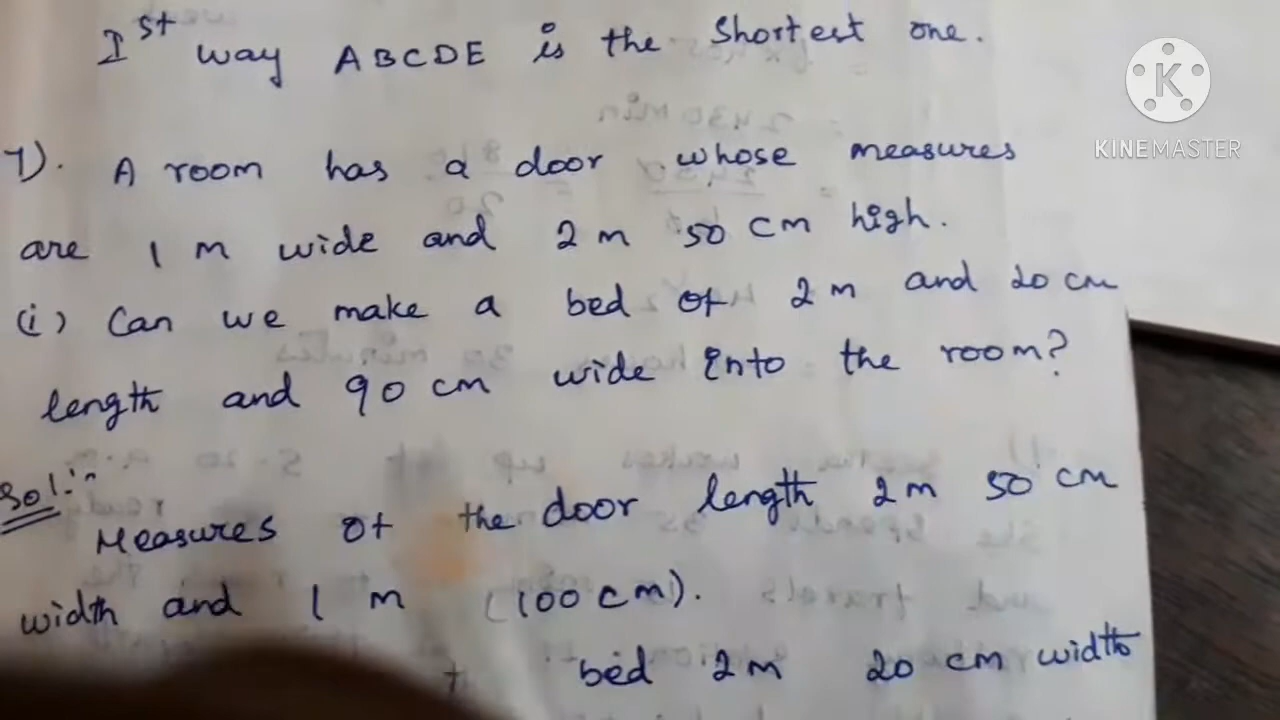 Ist way ABCDE is the shortest one.
K
KINEMASTER
7). A room has a door whose measures
are 1 m wide and 2 m 50 cm high.
(i) Can we make a bed of 2 m and 20 cm
length and 90 cm wide into the room?
Sol:-
Measures of the door length 2 m 50 cm
width and 1 m (100 cm).
bed 2 m 20 cm width